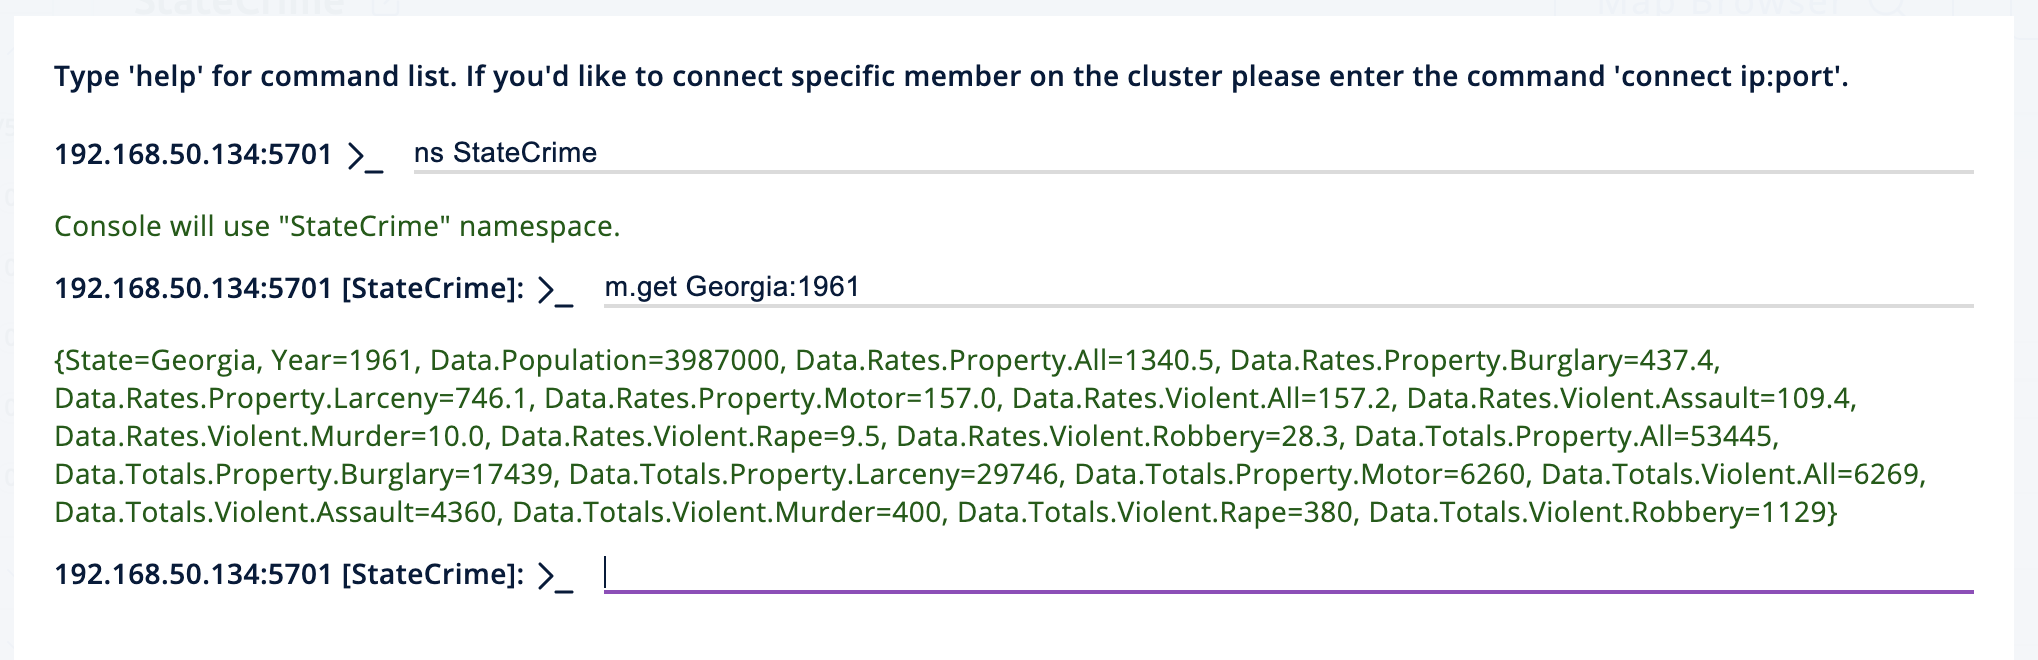 StateCrime
Map Browser
Type 'help' for command list. If you'd like to connect specific member on the cluster please enter the command 'connect ip:port'.
192.168.50.134:5701 >_ ns StateCrime
Console will use "StateCrime" namespace.
192.168.50.134:5701 [StateCrime]: >_ m.get Georgia:1961
{State=Georgia, Year=1961, Data.Population=3987000, Data.Rates.Property.All=1340.5, Data.Rates.Property.Burglary=437.4,
Data.Rates.Property.Larceny=746.1, Data.Rates.Property.Motor=157.0, Data.Rates.Violent.All=157.2, Data.Rates.Violent.Assault=109.4,
Data.Rates.Violent.Murder=10.0, Data.Rates.Violent.Rape=9.5, Data.Rates.Violent.Robbery=28.3, Data.Totals.Property.All=53445,
Data.Totals.Property.Burglary=17439, Data.Totals.Property.Larceny=29746, Data.Totals.Property.Motor=6260, Data.Totals.Violent.All=6269,
Data.Totals.Violent.Assault=4360, Data.Totals.Violent.Murder=400, Data.Totals.Violent.Rape=380, Data.Totals.Violent.Robbery=1129}
192.168.50.134:5701 [StateCrime]: >_